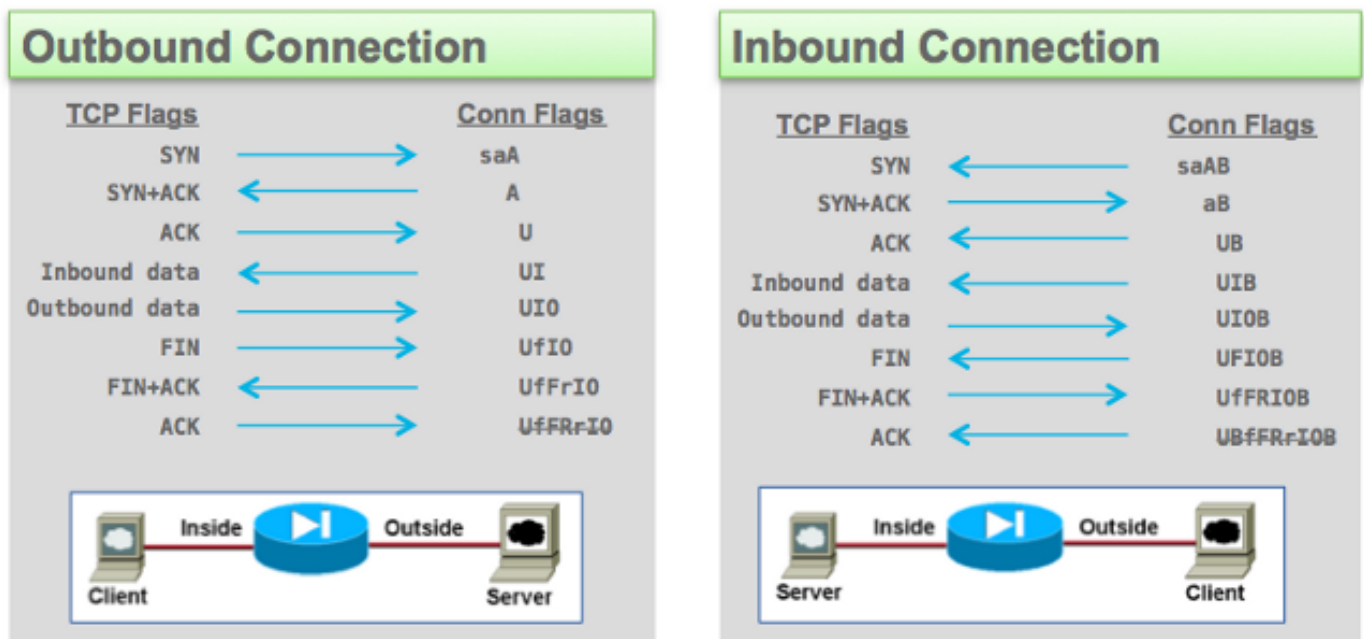 Outbound Connection
TCP Flags Conn Flags
SYN saA
SYN+ACK A
ACK U
Inbound data UI
Outbound data UIO
FIN UfIO
FIN+ACK UfFrIO
ACK UfFRrIO
Inside Outside
Client Server
Inbound Connection
TCP Flags Conn Flags
SYN saAB
SYN+ACK aB
ACK UB
Inbound data UIB
Outbound data UIOB
FIN UFIOB
FIN+ACK UfFRIOB
ACK UBfFRrIOB
Inside Outside
Server Client